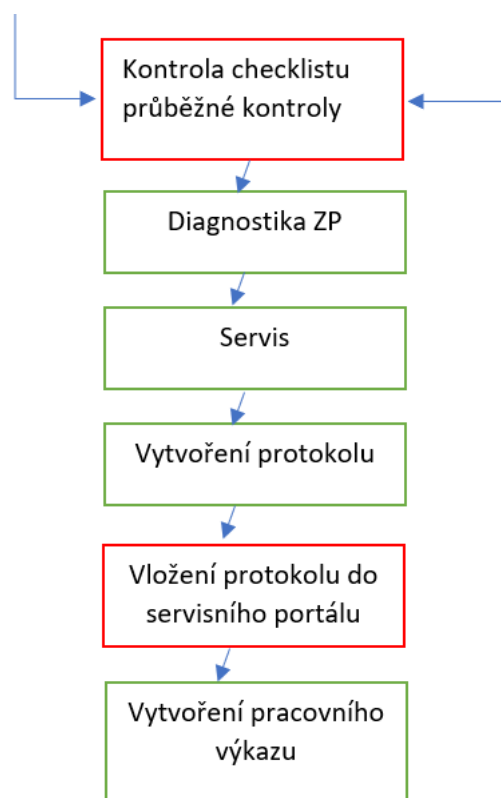 Kontrola checklistu
průběžné kontroly
Diagnostika ZP
Servis
Vytvoření protokolu
Vložení protokolu do
servisního portálu
Vytvoření pracovního
výkazu